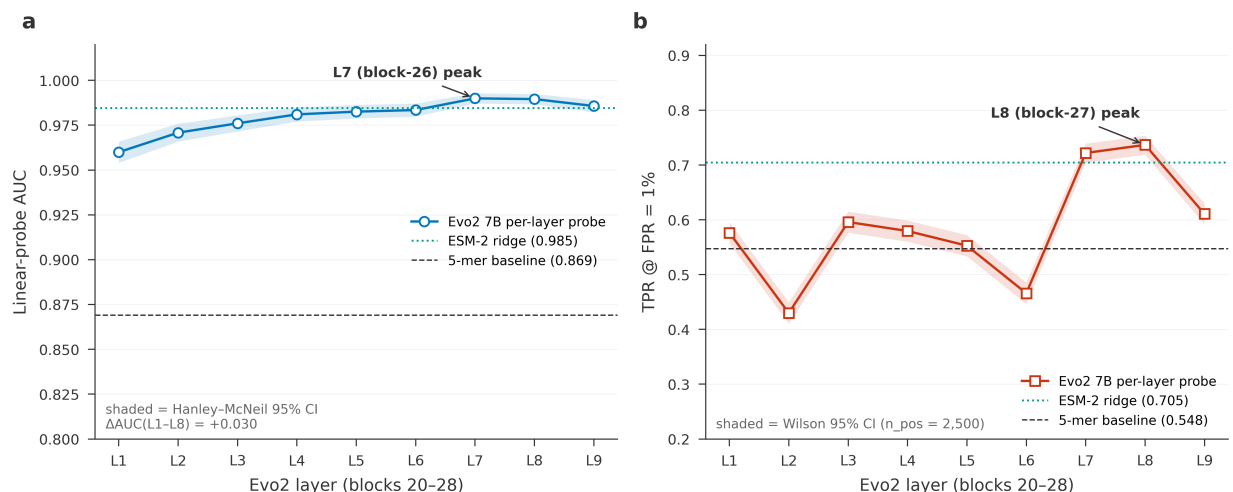 a
L7 (block-26) peak
1.000
0.975
0.950
0.925
0.900
0.875
0.850
0.825
0.800
Linear-probe AUC
Evo2 7B per-layer probe
ESM-2 ridge (0.985)
5-mer baseline (0.869)
shaded = Hanley–McNeil 95% CI
ΔAUC(L1–L8) = +0.030
L1 L2 L3 L4 L5 L6 L7 L8 L9
Evo2 layer (blocks 20–28)
b
L8 (block-27) peak
0.9
0.8
0.7
0.6
0.5
0.4
0.3
0.2
TPR @ FPR = 1%
Evo2 7B per-layer probe
ESM-2 ridge (0.705)
5-mer baseline (0.548)
shaded = Wilson 95% CI (n_pos = 2,500)
L1 L2 L3 L4 L5 L6 L7 L8 L9
Evo2 layer (blocks 20–28)